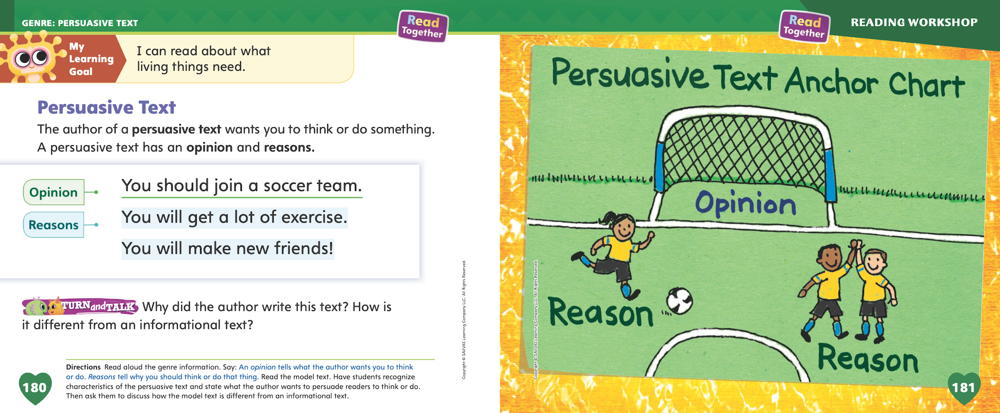 GENRE: PERSUASIVE TEXT
Read
Together
My
Learning
Goal
I can read about what
living things need.
Persuasive Text
The author of a persuasive text wants you to think or do something.
A persuasive text has an opinion and reasons.
Opinion
You should join a soccer team.
Reasons
You will get a lot of exercise.
You will make new friends!
TURN and TALK Why did the author write this text? How is
it different from an informational text?
Directions Read aloud the genre information. Say: An opinion tells what the author wants you to think
or do. Reasons tell why you should think or do that thing. Read the model text. Have students recognize
characteristics of the persuasive text and state what the author wants to persuade readers to think or do.
Then ask them to discuss how the model text is different from an informational text.
180
Copyright © SAVVAS Learning Company LLC. All Rights Reserved.
Read
Together
READING WORKSHOP
Persuasive Text Anchor Chart
Opinion
Reason
Reason
Copyright © SAVVAS Learning Company LLC. All Rights Reserved.
181